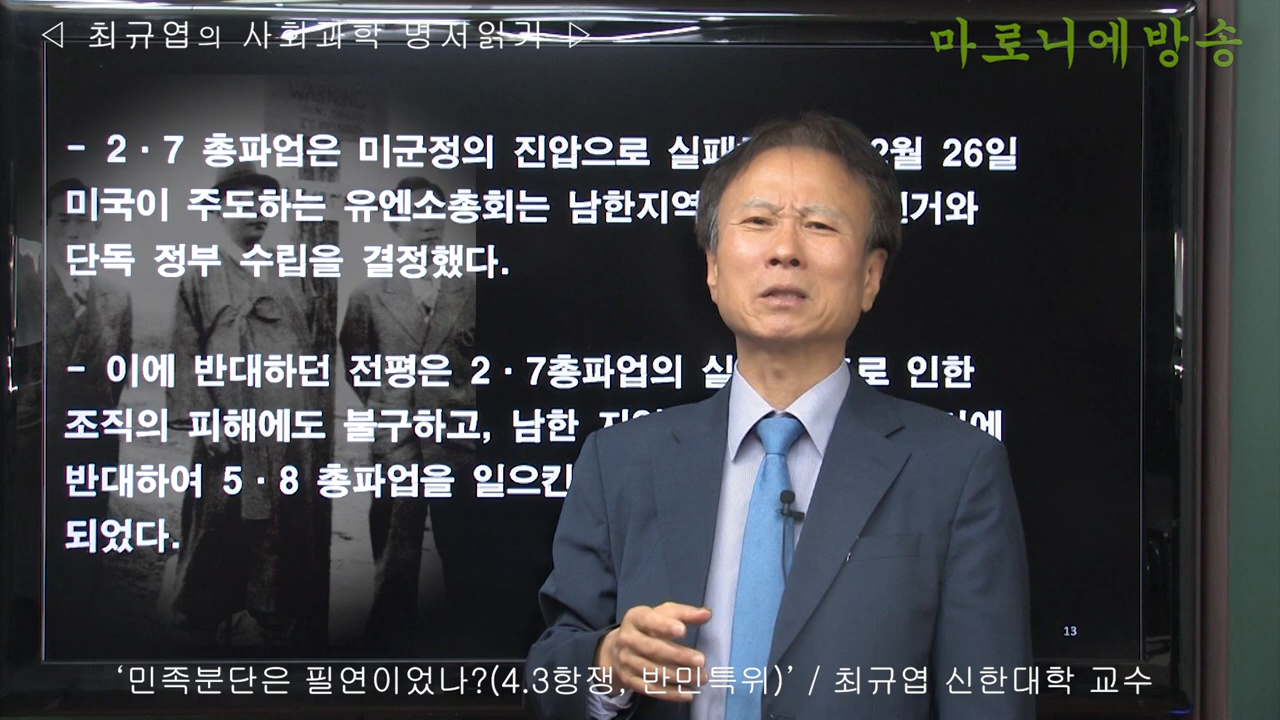 ◁ 최규엽의 사회과학 명저읽기 ▷
마로니에방송
- 2·7 총파업은 미군정의 진압으로 실패 2월 26일
미국이 주도하는 유엔소총회는 남한지역
단독 정부 수립을 결정했다.
- 이에 반대하던 전평은 2·7총파업의 인한
조직의 피해에도 불구하고, 남한
반대하여 5·8 총파업을 일으킨
되었다.
13
‘민족분단은 필연이었나?(4.3항쟁, 반민특위)’ / 최규엽 신한대학 교수